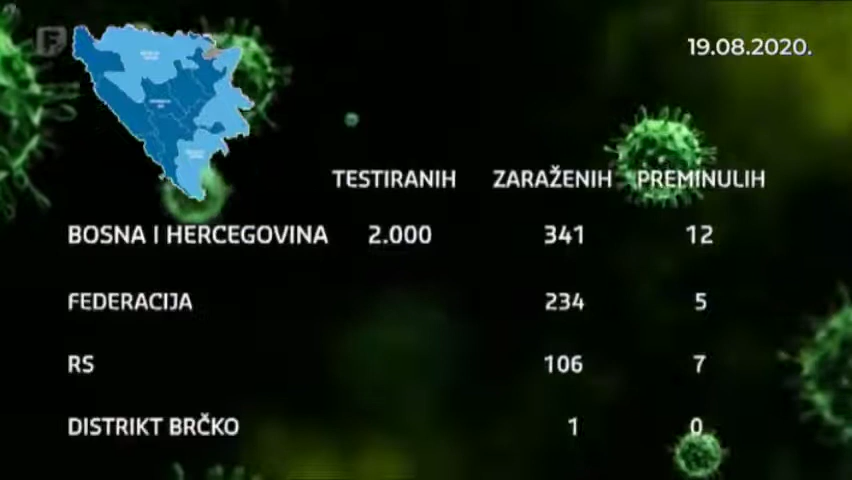 19.08.2020.
TESTIRANIH ZARAŽENIH PREMINULIH
BOSNA I HERCEGOVINA 2.000 341 12
FEDERACIJA 234 5
RS 106 7
DISTRIKT BRČKO 1 0